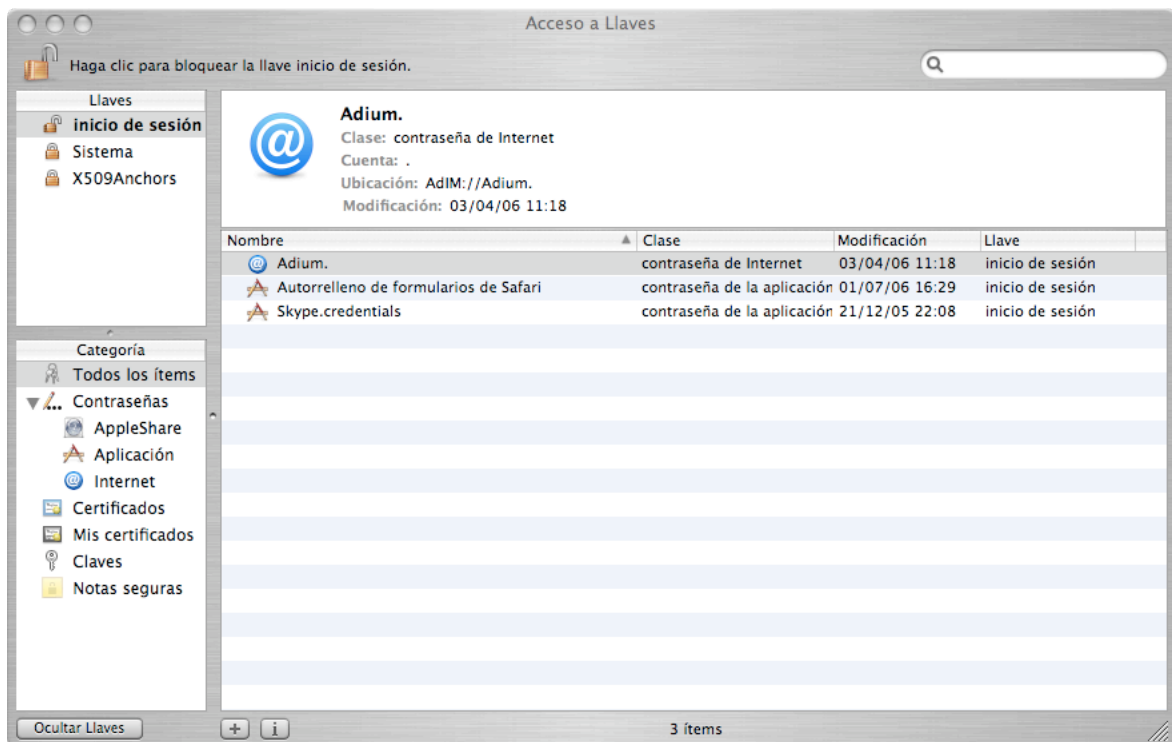 Acceso a Llaves
Haga clic para bloquear la llave inicio de sesión.
Llaves
inicio de sesión
Sistema
X509Anchors
Adium.
Clase: contraseña de Internet
Cuenta: .
Ubicación: AdIM://Adium.
Modificación: 03/04/06 11:18
Nombre Clase Modificación Llave
Adium. contraseña de Internet 03/04/06 11:18 inicio de sesión
Autorrelleno de formularios de Safari contraseña de la aplicación 01/07/06 16:29 inicio de sesión
Skype.credentials contraseña de la aplicación 21/12/05 22:08 inicio de sesión
Categoría
Todos los ítems
Contraseñas
AppleShare
Aplicación
Internet
Certificados
Mis certificados
Claves
Notas seguras
Ocultar Llaves
3 ítems